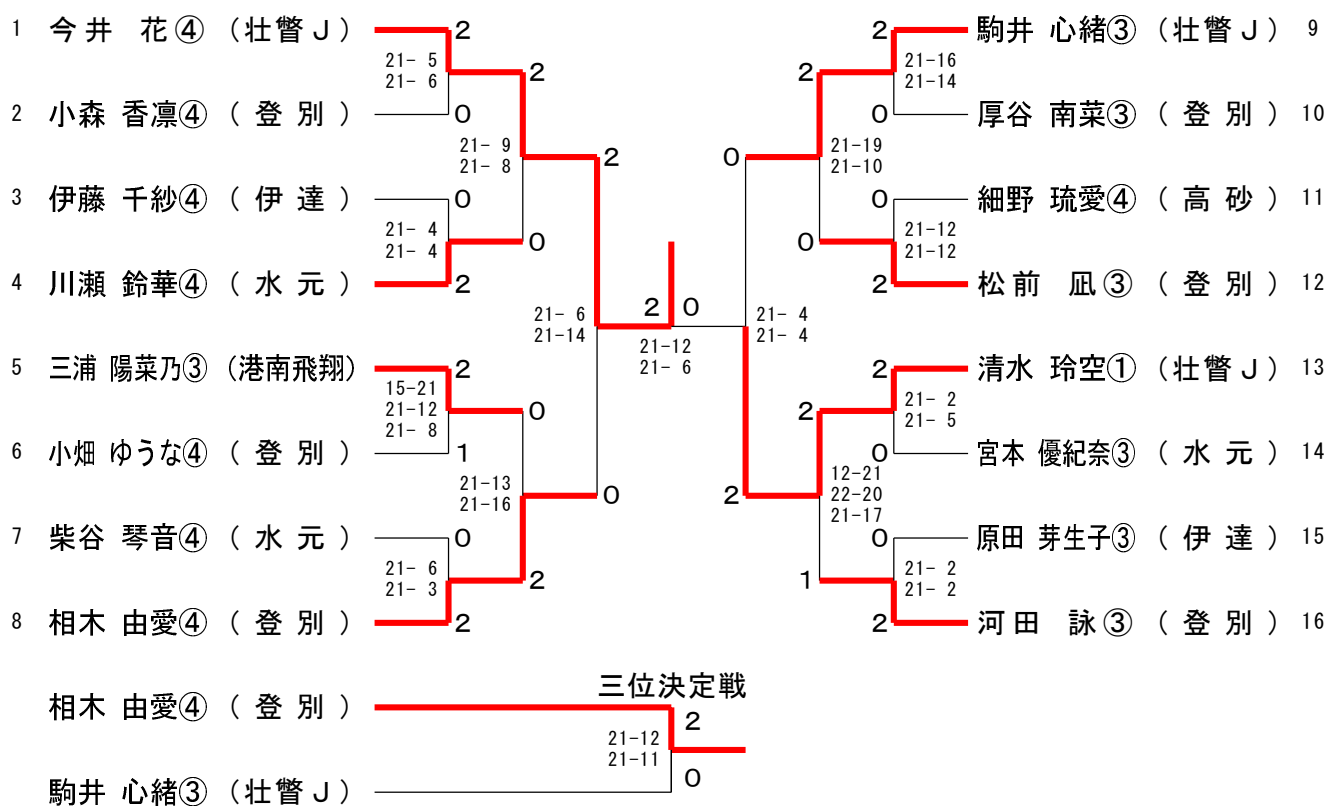 1 今井 花④ (壮瞥J) 2
21- 5
21- 6
2 小森 香凛④ (登別) 0
2
21- 9
21- 8
3 伊藤 千紗④ (伊達) 0
21- 4
21- 4
0
4 川瀬 鈴華④ (水元) 2
2
21- 6
21-14
5 三浦 陽菜乃③ (港南飛翔) 2
15-21
21-12
21- 8
0
6 小畑 ゆうな④ (登別) 1
21-13
21-16
0
7 柴谷 琴音④ (水元) 0
21- 6
21- 3
2
8 相木 由愛④ (登別) 2
2 0
21-12
21- 6
2 駒井 心緒③ (壮瞥J) 9
2
21-16
21-14
0 厚谷 南菜③ (登別) 10
0
21-19
21-10
0 細野 琉愛④ (高砂) 11
0
21-12
21-12
2 松前 凪③ (登別) 12
21- 4
21- 4
2 清水 玲空① (壮瞥J) 13
2
21- 2
21- 5
0 宮本 優紀奈③ (水元) 14
2
12-21
22-20
21-17
0 原田 芽生子③ (伊達) 15
1
21- 2
21- 2
2 河田 詠③ (登別) 16
三位決定戦
相木 由愛④ (登別) 2
21-12
21-11
駒井 心緒③ (壮瞥J) 0